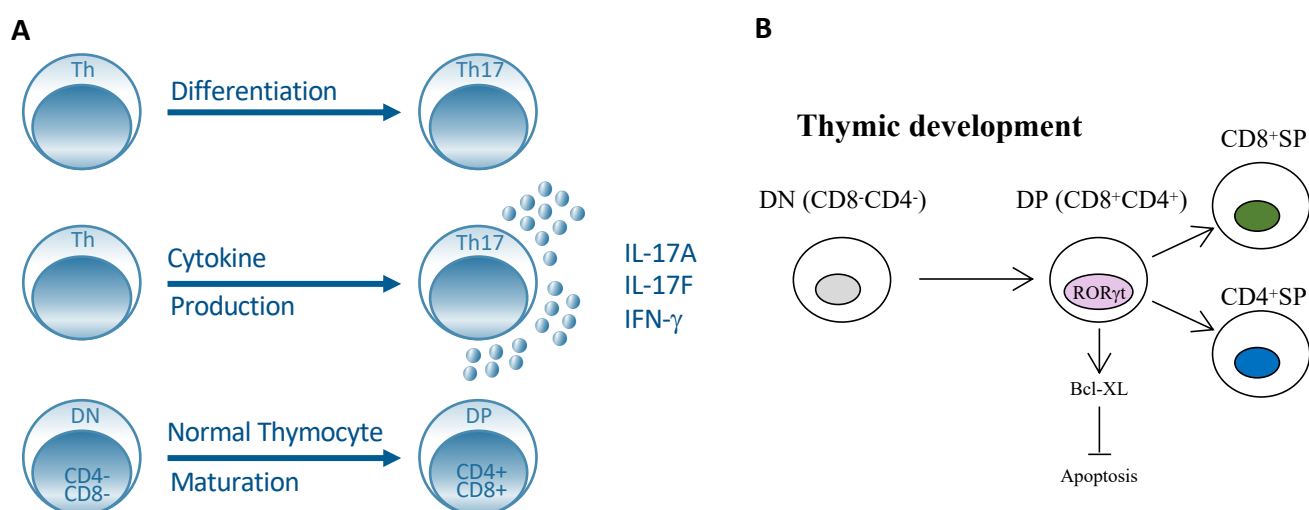 A
Th
Differentiation
Th17
Th
Cytokine
Production
Th17
IL-17A
IL-17F
IFN-γ
DN
CD4-
CD8-
Normal Thymocyte
Maturation
DP
CD4+
CD8+
B
Thymic development
DN (CD8⁻CD4⁻)
DP (CD8⁺CD4⁺)
RORγt
CD8⁺SP
CD4⁺SP
Bcl-XL
Apoptosis